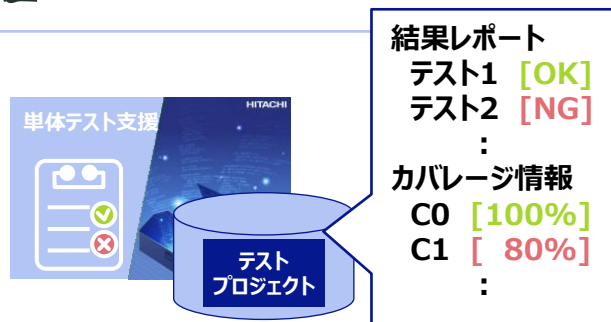 結果レポート
テスト1 [OK]
テスト2 [NG]
:
カバレージ情報
C0 [100%]
C1 [ 80%]
:
単体テスト支援
HITACHI
テスト
プロジェクト